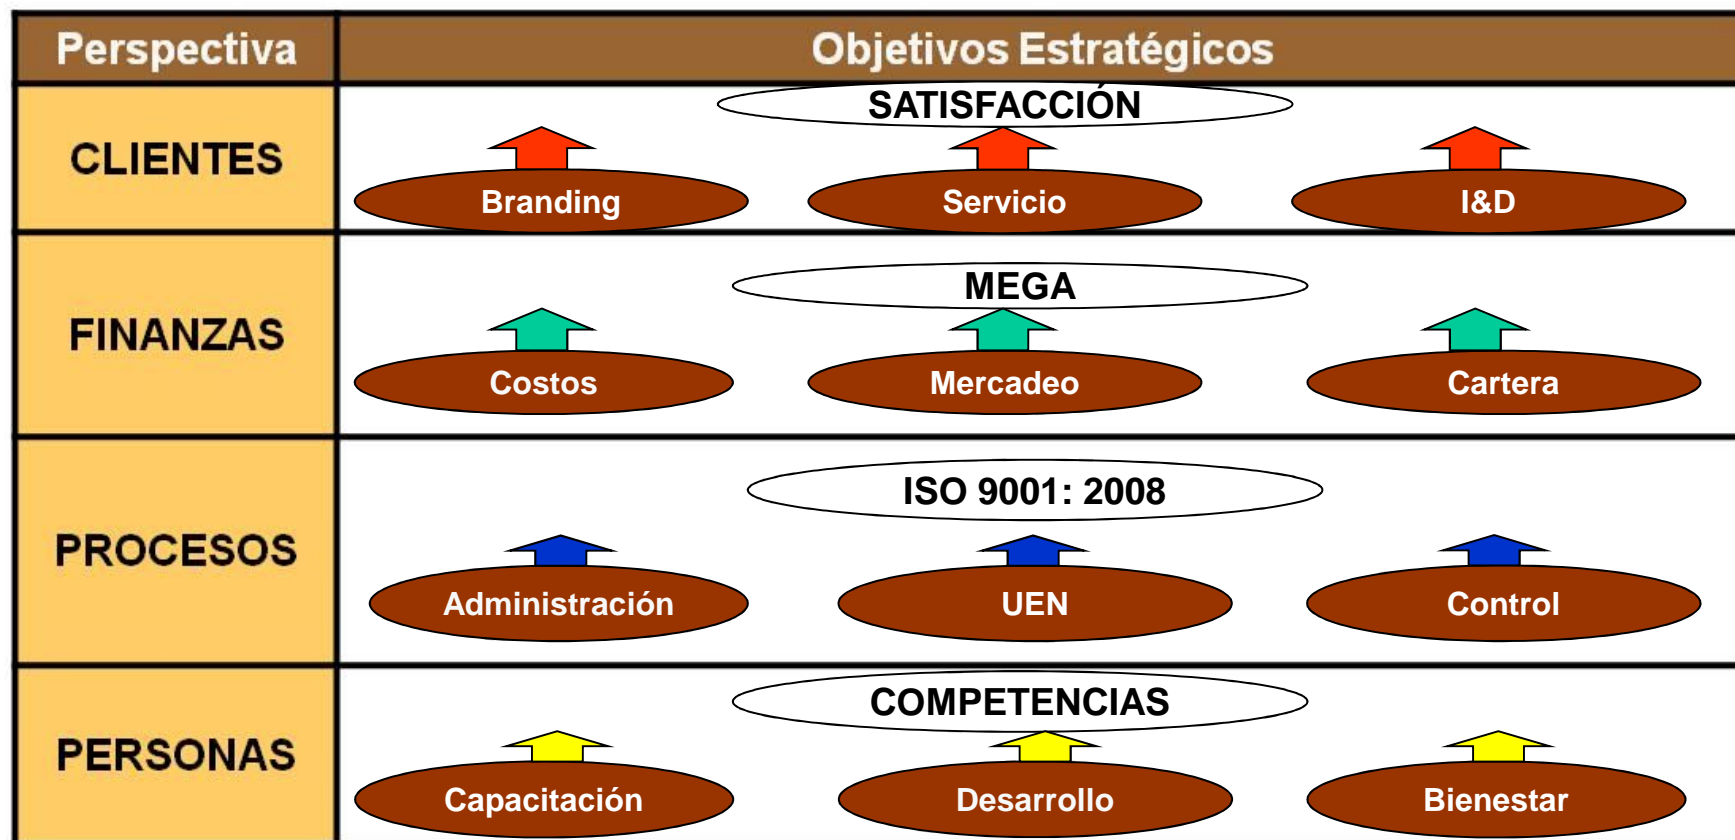 Perspectiva
Objetivos Estratégicos
CLIENTES
SATISFACCIÓN
Branding
Servicio
I&D
FINANZAS
MEGA
Costos
Mercadeo
Cartera
PROCESOS
ISO 9001: 2008
Administración
UEN
Control
PERSONAS
COMPETENCIAS
Capacitación
Desarrollo
Bienestar